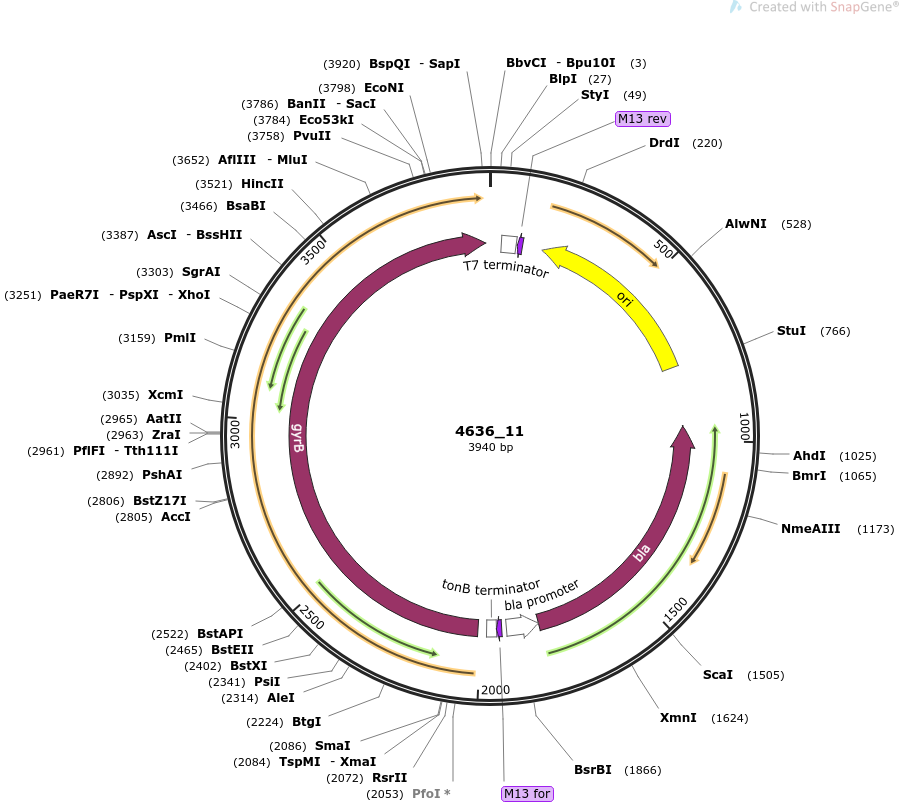 Created with SnapGene®
(3920) BspQI - SapI
BbvCI - Bpu10I (3)
(3798) EcoNI
BlpI (27)
(3786) BanII - SacI
StyI (49)
(3784) Eco53kI
M13 rev
(3758) PvuII
DrdI (220)
(3652) AflIII - MluI
(3521) HincII
(3466) BsaBI
AlwNI (528)
(3387) AscI - BssHII
(3303) SgrAI
(3251) PaeR7I - PspXI - XhoI
StuI (766)
(3159) PmlI
(3035) XcmI
(2965) AatII
(2963) ZraI
(2961) PflFI - Tth111I
AhdI (1025)
(2892) PshAI
BmrI (1065)
(2806) BstZ17I
(2805) AccI
NmeAIII (1173)
(2522) BstAPI
(2465) BstEII
(2402) BstXI
(2341) PsiI
ScaI (1505)
(2314) AleI
(2224) BtgI
XmnI (1624)
(2086) SmaI
(2084) TspMI - XmaI
BsrBI (1866)
(2072) RsrII
(2053) PfoI *
M13 for
500
1000
1500
2000
2500
3000
3500
T7 terminator
ori
gyrB
4636_11
3940 bp
bla
tonB terminator
bla promoter